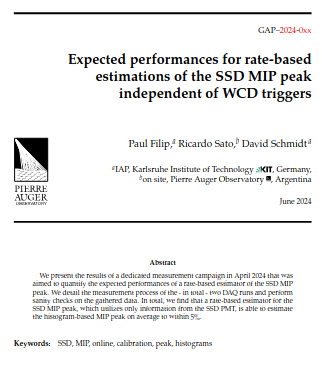 GAP–2024-0xx
Expected performances for rate-based
estimations of the SSD MIP peak
independent of WCD triggers
Paul Filip,a Ricardo Sato,b David Schmidta
aIAP, Karlsruhe Institute of Technology KIT, Germany,
bon site, Pierre Auger Observatory, Argentina
PIERRE
AUGER
OBSERVATORY
June 2024
Abstract
We present the results of a dedicated measurement campaign in April 2024 that was
aimed to quantify the expected performances of a rate-based estimator of the SSD MIP
peak. We detail the measurement process of the - in total - two DAQ runs and perform
sanity checks on the gathered data. In total, we find that a rate-based estimator for the
SSD MIP peak, which utilizes only information from the SSD PMT, is able to estimate
the histogram-based MIP peak on average to within 5%.
Keywords: SSD, MIP, online, calibration, peak, histograms